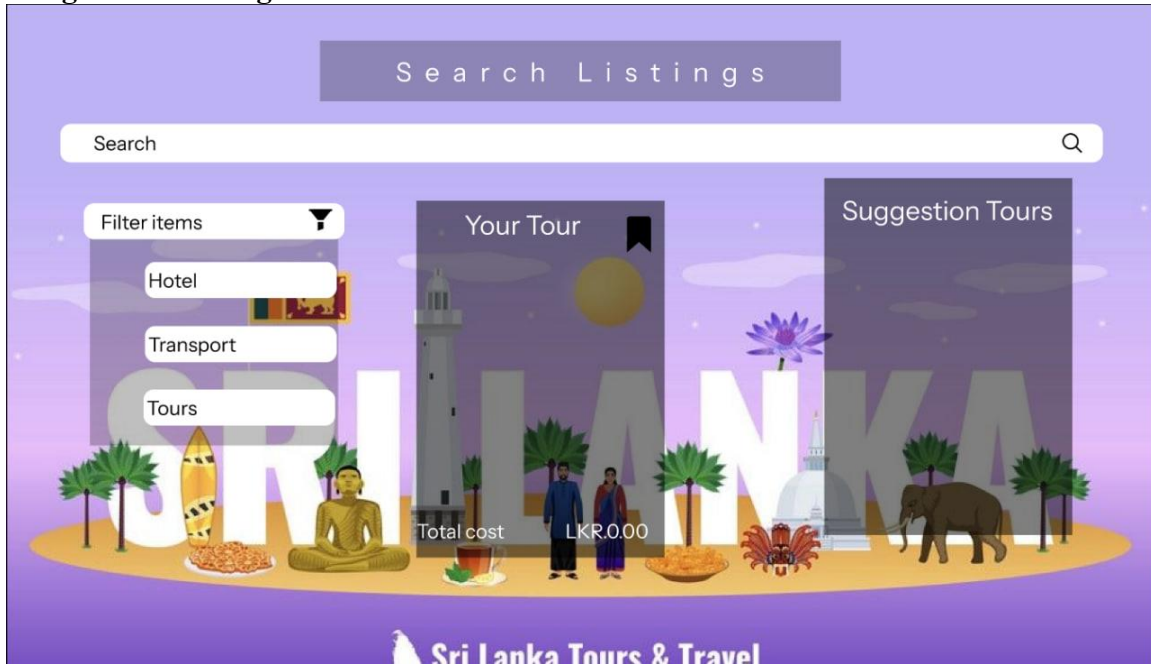 Search Listings
Search
Filter items
Hotel
Transport
Tours
Your Tour
Total cost LKR.0.00
Suggestion Tours
SRI LANKA
Sri Lanka Tours & Travel